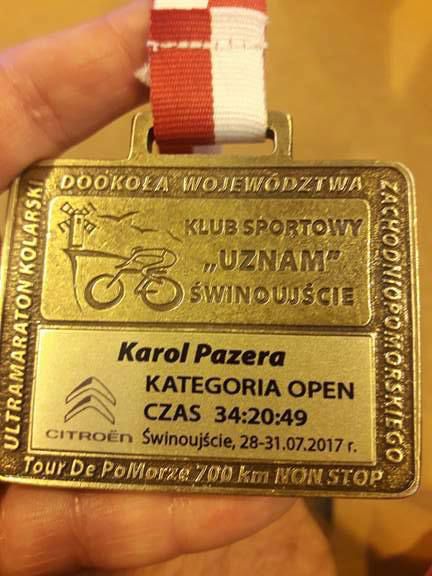 ULTRAMARATON KOLARSKI
DOOKOŁA WOJEWÓDZTWA
ZACHODNIOPOMORSKIEGO
KLUB SPORTOWY
„UZNAM”
ŚWINOUJŚCIE
Karol Pazera
KATEGORIA OPEN
CZAS 34:20:49
CITROËN
Świnoujście, 28-31.07.2017 r.
Tour De PoMorze 700 km NON STOP